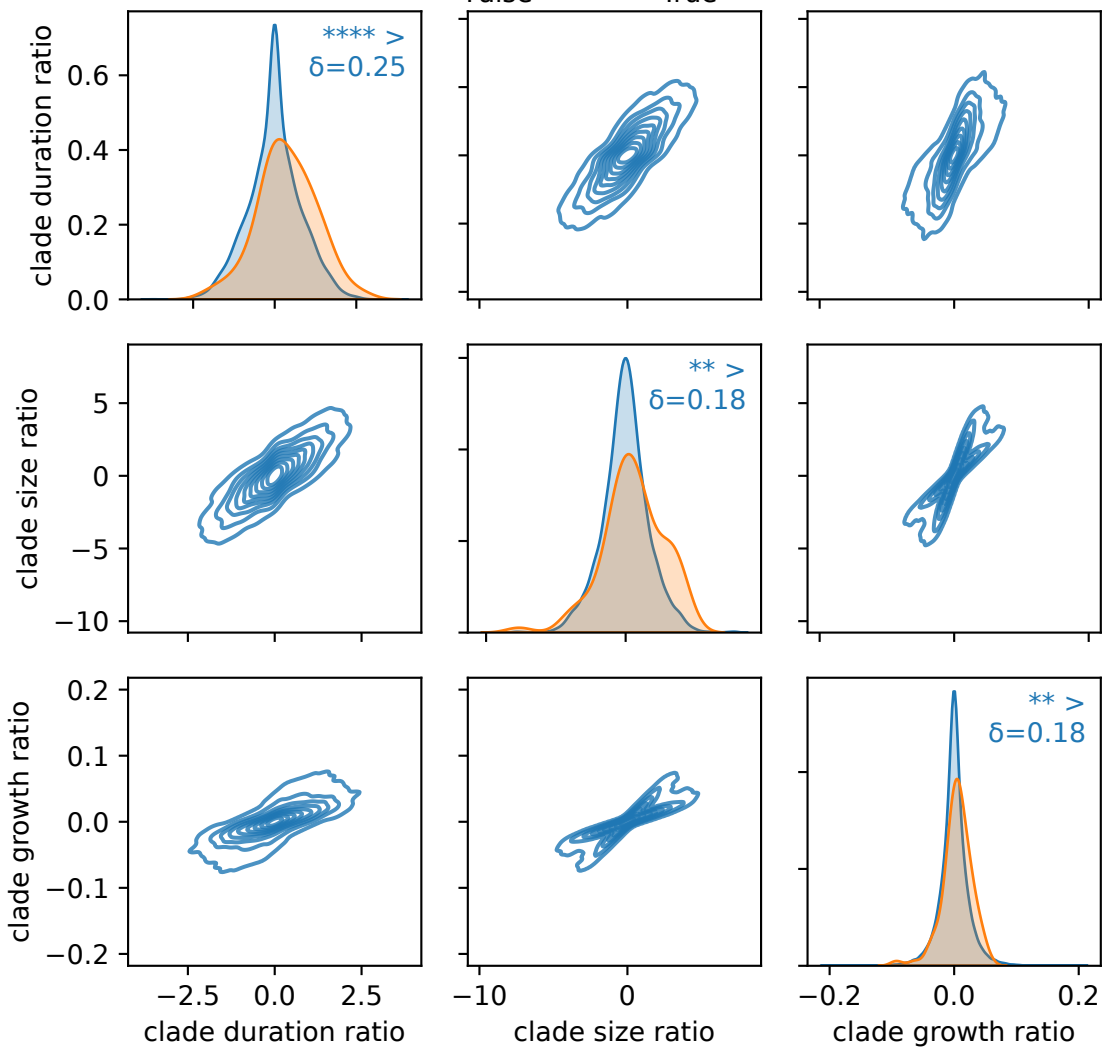 clade duration ratio
0.6
0.4
0.2
0.0
**** >
δ=0.25
clade size ratio
5
0
−5
−10
** >
δ=0.18
clade growth ratio
0.2
0.1
0.0
−0.1
−0.2
** >
δ=0.18
−2.5 0.0 2.5
−10 0
−0.2 0.0 0.2
clade duration ratio
clade size ratio
clade growth ratio